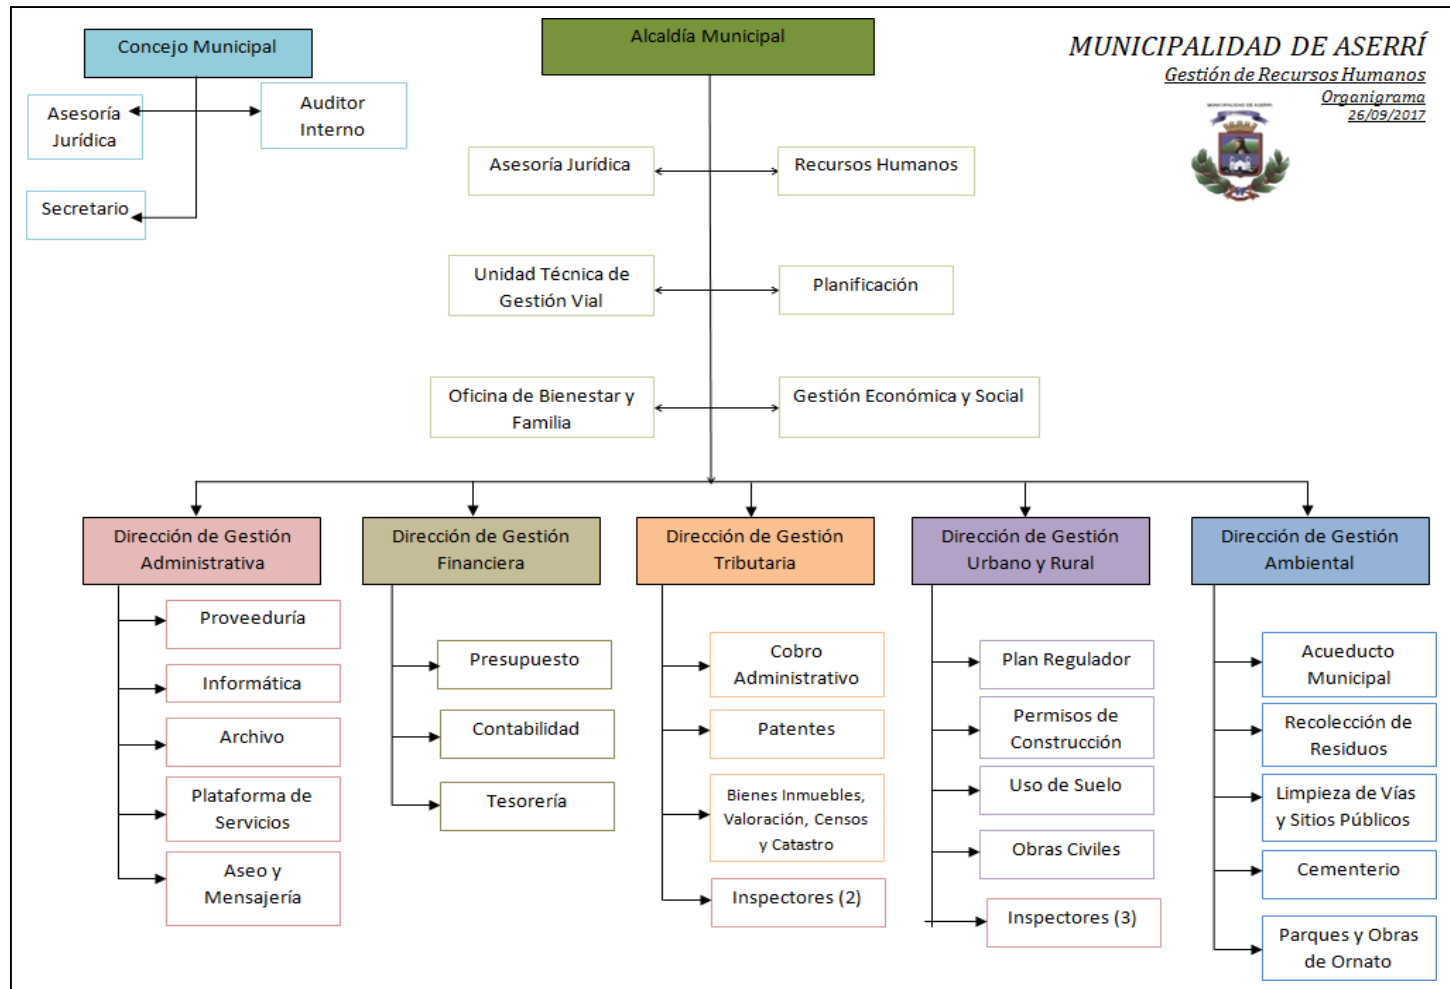 Concejo Municipal
Alcaldía Municipal
MUNICIPALIDAD DE ASERRÍ
Gestión de Recursos Humanos
Organigrama
26/09/2017
MUNICIPALIDAD DE ASERRI
Asesoría
Jurídica
Auditor
Interno
Secretario
Asesoría Jurídica
Recursos Humanos
Unidad Técnica de
Gestión Vial
Planificación
Oficina de Bienestar y
Familia
Gestión Económica y Social
Dirección de Gestión
Administrativa
Proveeduría
Informática
Archivo
Plataforma de
Servicios
Aseo y
Mensajería
Dirección de Gestión
Financiera
Presupuesto
Contabilidad
Tesorería
Dirección de Gestión
Tributaria
Cobro
Administrativo
Patentes
Bienes Inmuebles,
Valoración, Censos
y Catastro
Inspectores (2)
Dirección de Gestión
Urbano y Rural
Plan Regulador
Permisos de
Construcción
Uso de Suelo
Obras Civiles
Inspectores (3)
Dirección de Gestión
Ambiental
Acueducto
Municipal
Recolección de
Residuos
Limpieza de Vías
y Sitios Públicos
Cementerio
Parques y Obras
de Ornato